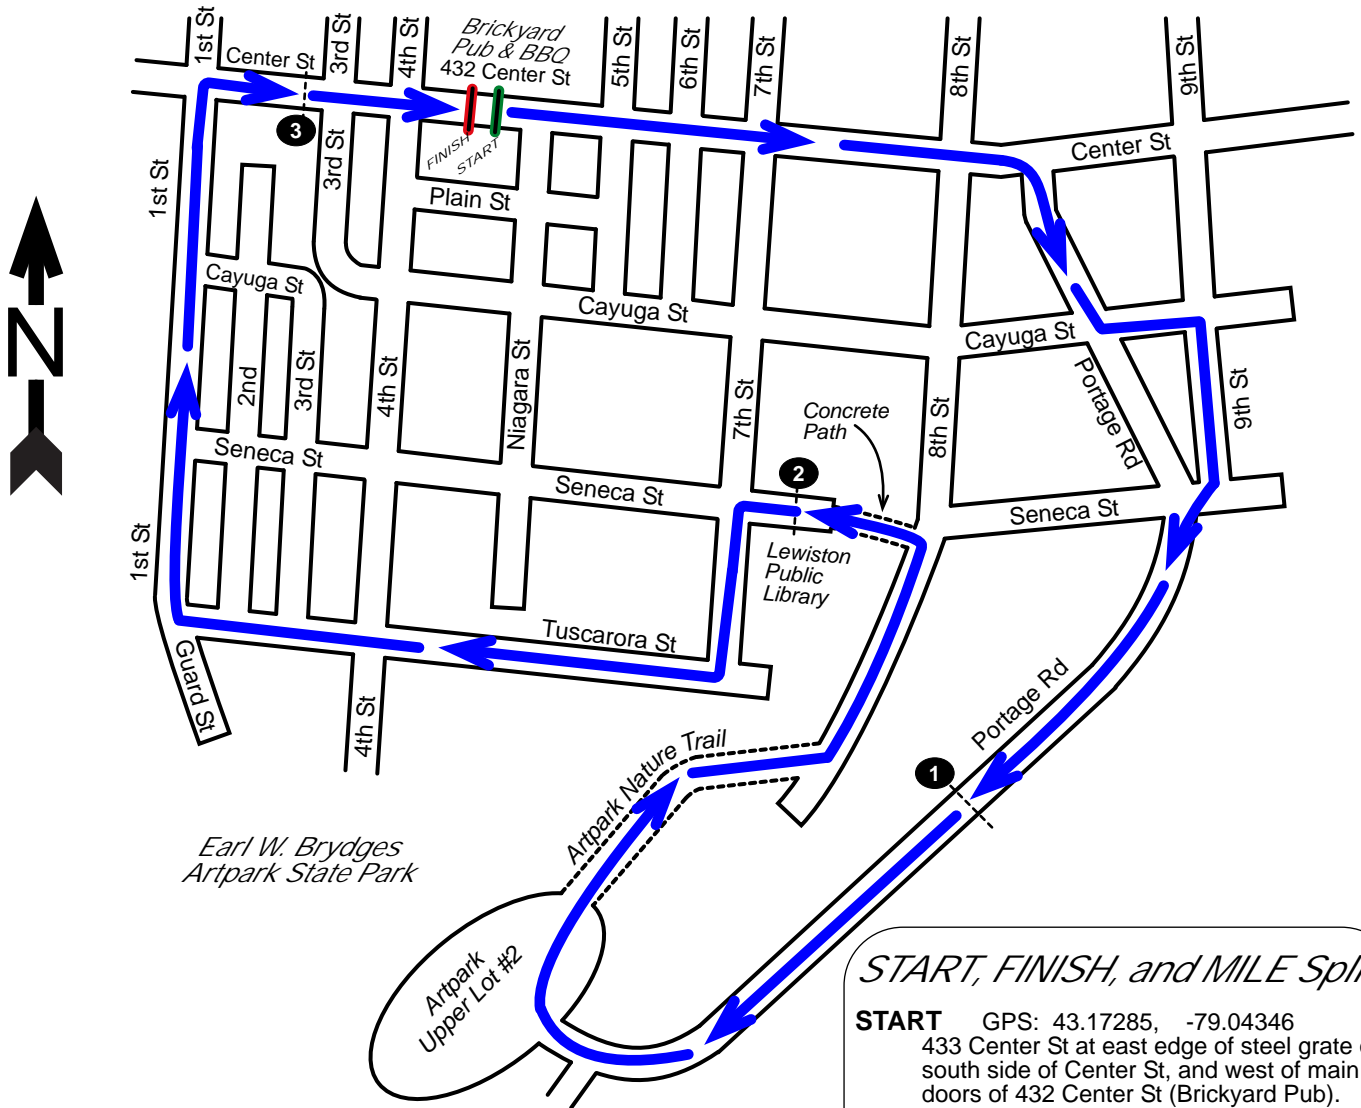 1st St
3rd St
4th St
Brickyard
Pub & BBQ
432 Center St
5th St
6th St
7th St
8th St
9th St
Center St
3
FINISH
START
Center St
1st St
3rd St
Plain St
N
Cayuga St
Cayuga St
Cayuga St
2nd
3rd St
4th St
Niagara St
7th St
Concrete
Path
8th St
Portage Rd
9th St
Seneca St
Seneca St
2
Seneca St
1st St
Lewiston
Public
Library
Tuscarora St
Guard St
4th St
Portage Rd
Artpark Nature Trail
1
Earl W. Brydges
Artpark State Park
Artpark
Upper Lot #2
START, FINISH, and MILE
START GPS: 43.17285, -79.04346
433 Center St at east edge of steel grate
south side of Center St, and west of main
doors of 432 Center St (Brickyard Pub).